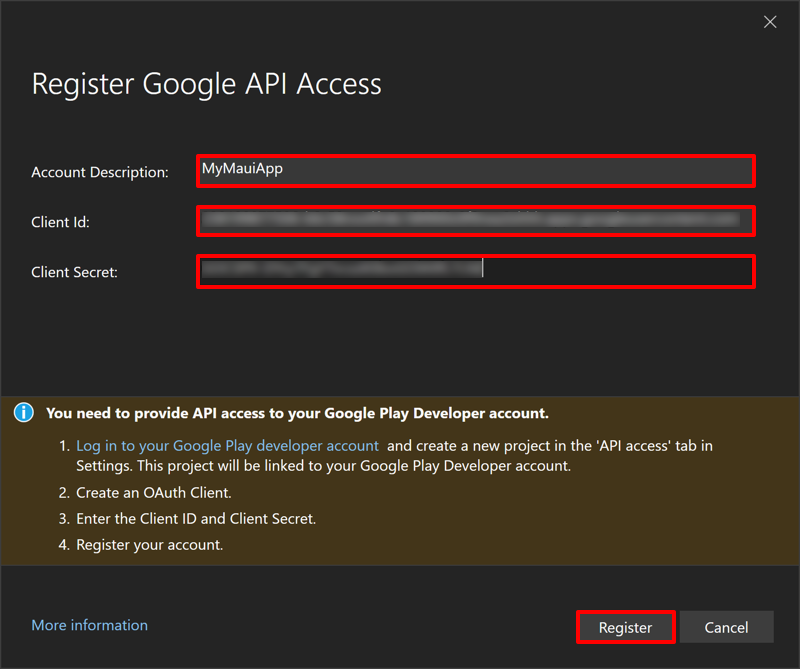 Register Google API Access
Account Description:
MyMauiApp
Client Id:
Client Secret:
You need to provide API access to your Google Play Developer account.
1. Log in to your Google Play developer account and create a new project in the 'API access' tab in
Settings. This project will be linked to your Google Play Developer account.
2. Create an OAuth Client.
3. Enter the Client ID and Client Secret.
4. Register your account.
More information
Register
Cancel